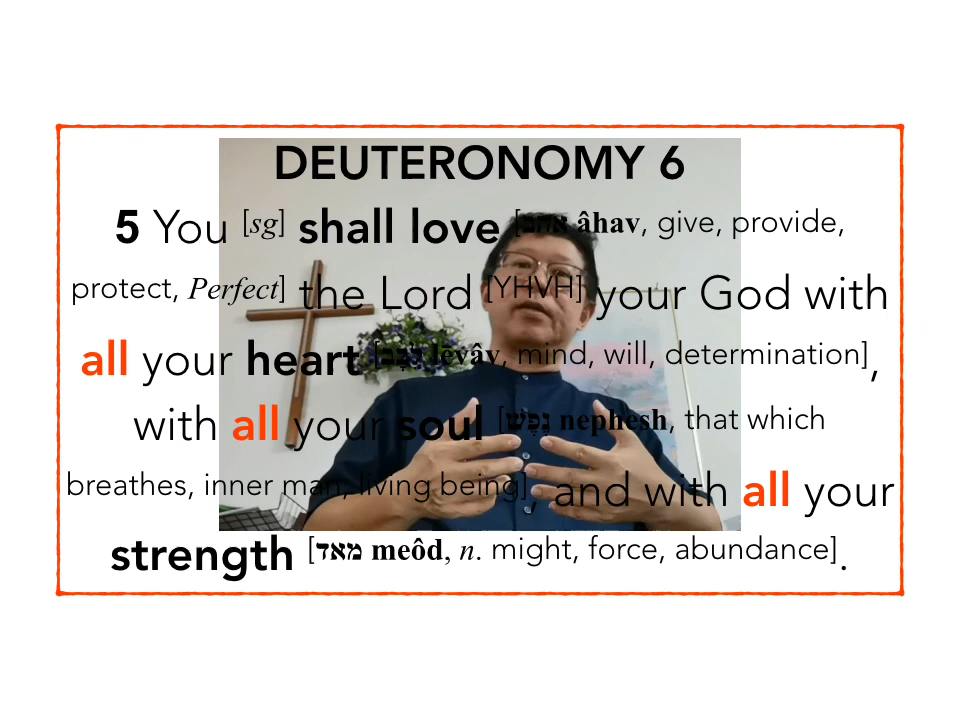 DEUTERONOMY 6
5 You [sg] shall love [אהב âhav, give, provide,
protect, Perfect] the Lord [YHVH] your God with
all your heart [לֵבָב levâv, mind, will, determination],
with all your soul [נֶפֶשׁ nephesh, that which
breathes, inner man, living being], and with all your
strength [מאד meôd, n. might, force, abundance].